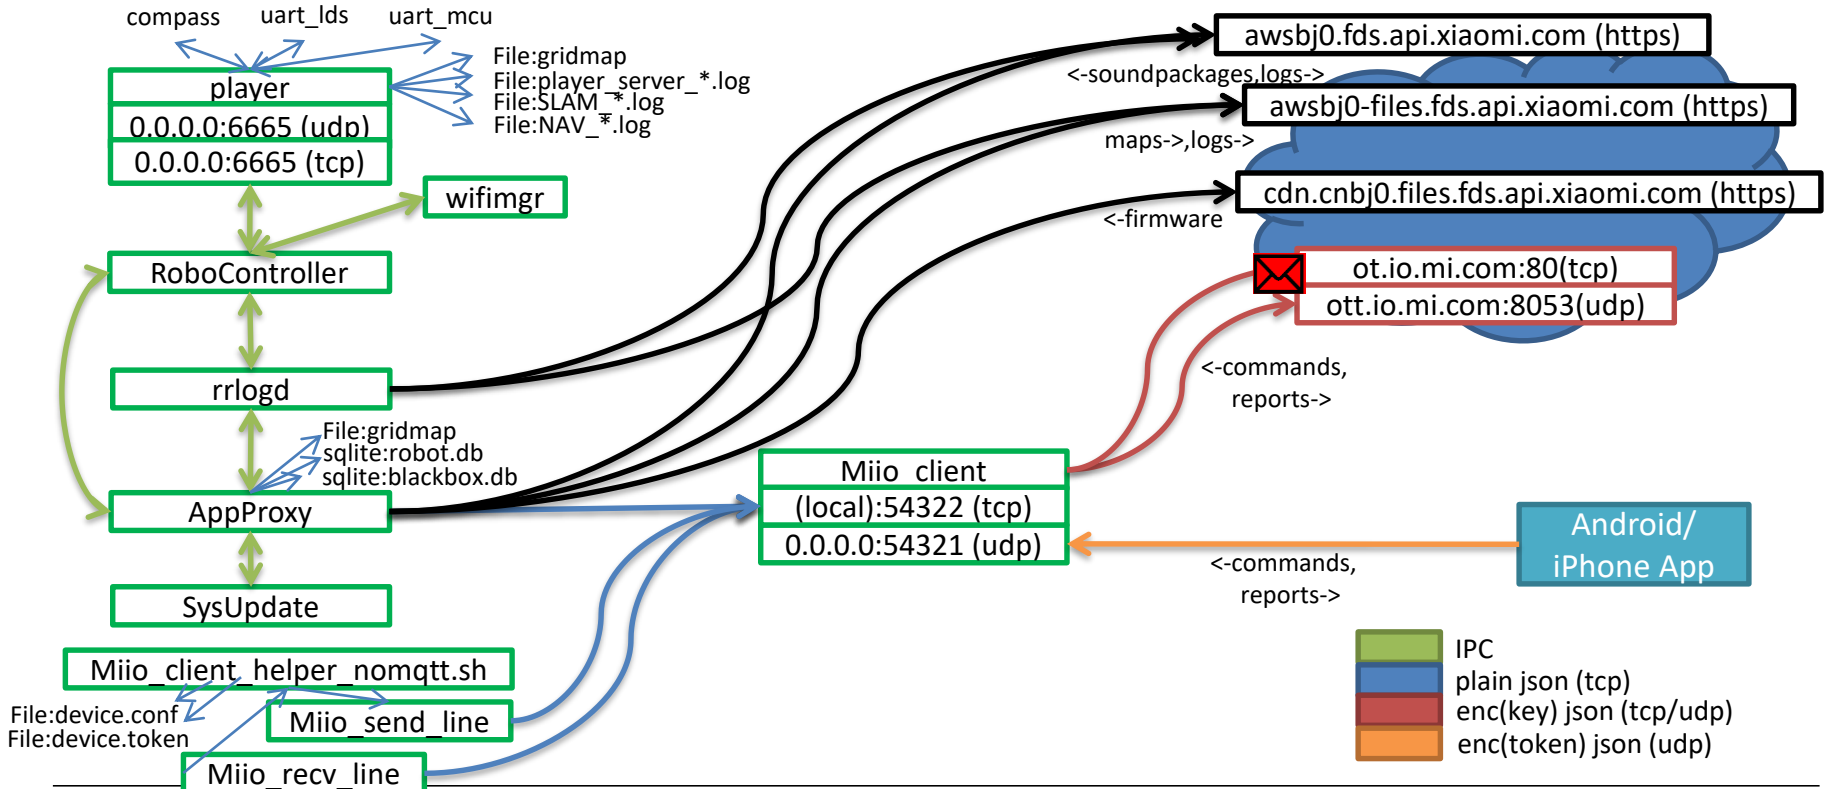 compass
uart_lds
uart_mcu
player
0.0.0.0:6665 (udp)
0.0.0.0:6665 (tcp)
File:gridmap
File:player_server_*.log
File:SLAM_*.log
File:NAV_*.log
wifimgr
RoboController
rrlogd
File:gridmap
sqlite:robot.db
sqlite:blackbox.db
AppProxy
SysUpdate
Miio_client_helper_nomqtt.sh
File:device.conf
File:device.token
Miio_send_line
Miio_recv_line
awsbj0.fds.api.xiaomi.com (https)
<-soundpackages,logs->
awsbj0-files.fds.api.xiaomi.com (https)
maps->,logs->
cdn.cnbj0.files.fds.api.xiaomi.com (https)
<-firmware
ot.io.mi.com:80(tcp)
ott.io.mi.com:8053(udp)
<-commands,
reports->
Miio_client
(local):54322 (tcp)
0.0.0.0:54321 (udp)
<-commands,
reports->
Android/
iPhone App
IPC
plain json (tcp)
enc(key) json (tcp/udp)
enc(token) json (udp)